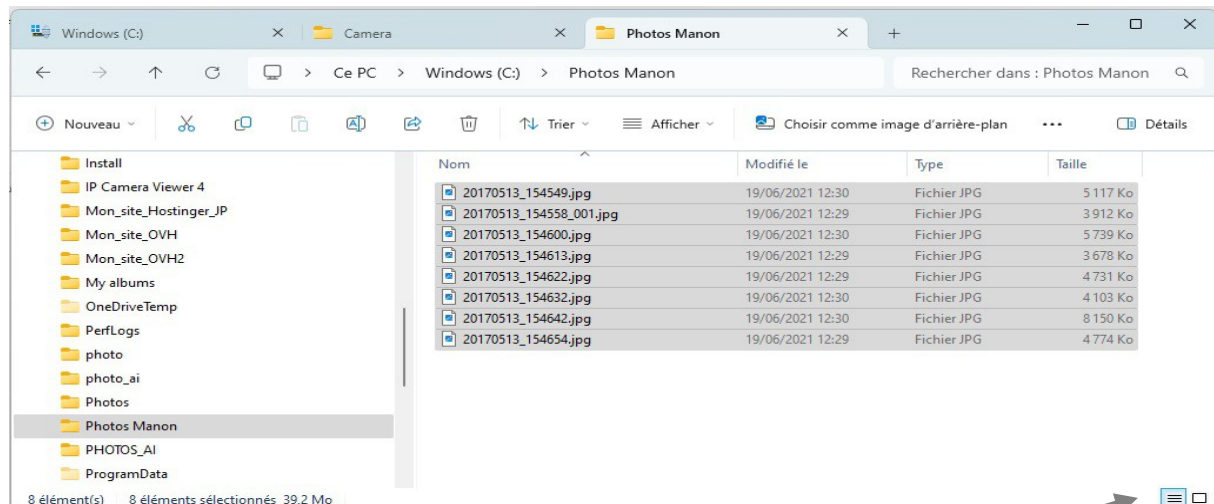 Windows (C:) Camera Photos Manon
Ce PC > Windows (C:) > Photos Manon Rechercher dans : Photos Manon
Nouveau Trier Afficher Choisir comme image d'arrière-plan ... Détails
Install
IP Camera Viewer 4
Mon_site_Hostinger_JP
Mon_site_OVH
Mon_site_OVH2
My albums
OneDriveTemp
PerfLogs
photo
photo_ai
Photos
Photos Manon
PHOTOS_AI
ProgramData
Nom Modifié le Type Taille
20170513_154549.jpg 19/06/2021 12:30 Fichier JPG 5 117 Ko
20170513_154558_001.jpg 19/06/2021 12:29 Fichier JPG 3 912 Ko
20170513_154600.jpg 19/06/2021 12:30 Fichier JPG 5 739 Ko
20170513_154613.jpg 19/06/2021 12:29 Fichier JPG 3 678 Ko
20170513_154622.jpg 19/06/2021 12:29 Fichier JPG 4 731 Ko
20170513_154632.jpg 19/06/2021 12:30 Fichier JPG 4 103 Ko
20170513_154642.jpg 19/06/2021 12:30 Fichier JPG 8 150 Ko
20170513_154654.jpg 19/06/2021 12:29 Fichier JPG 4 774 Ko
8 élément(s) 8 éléments sélectionnés 39,2 Mo